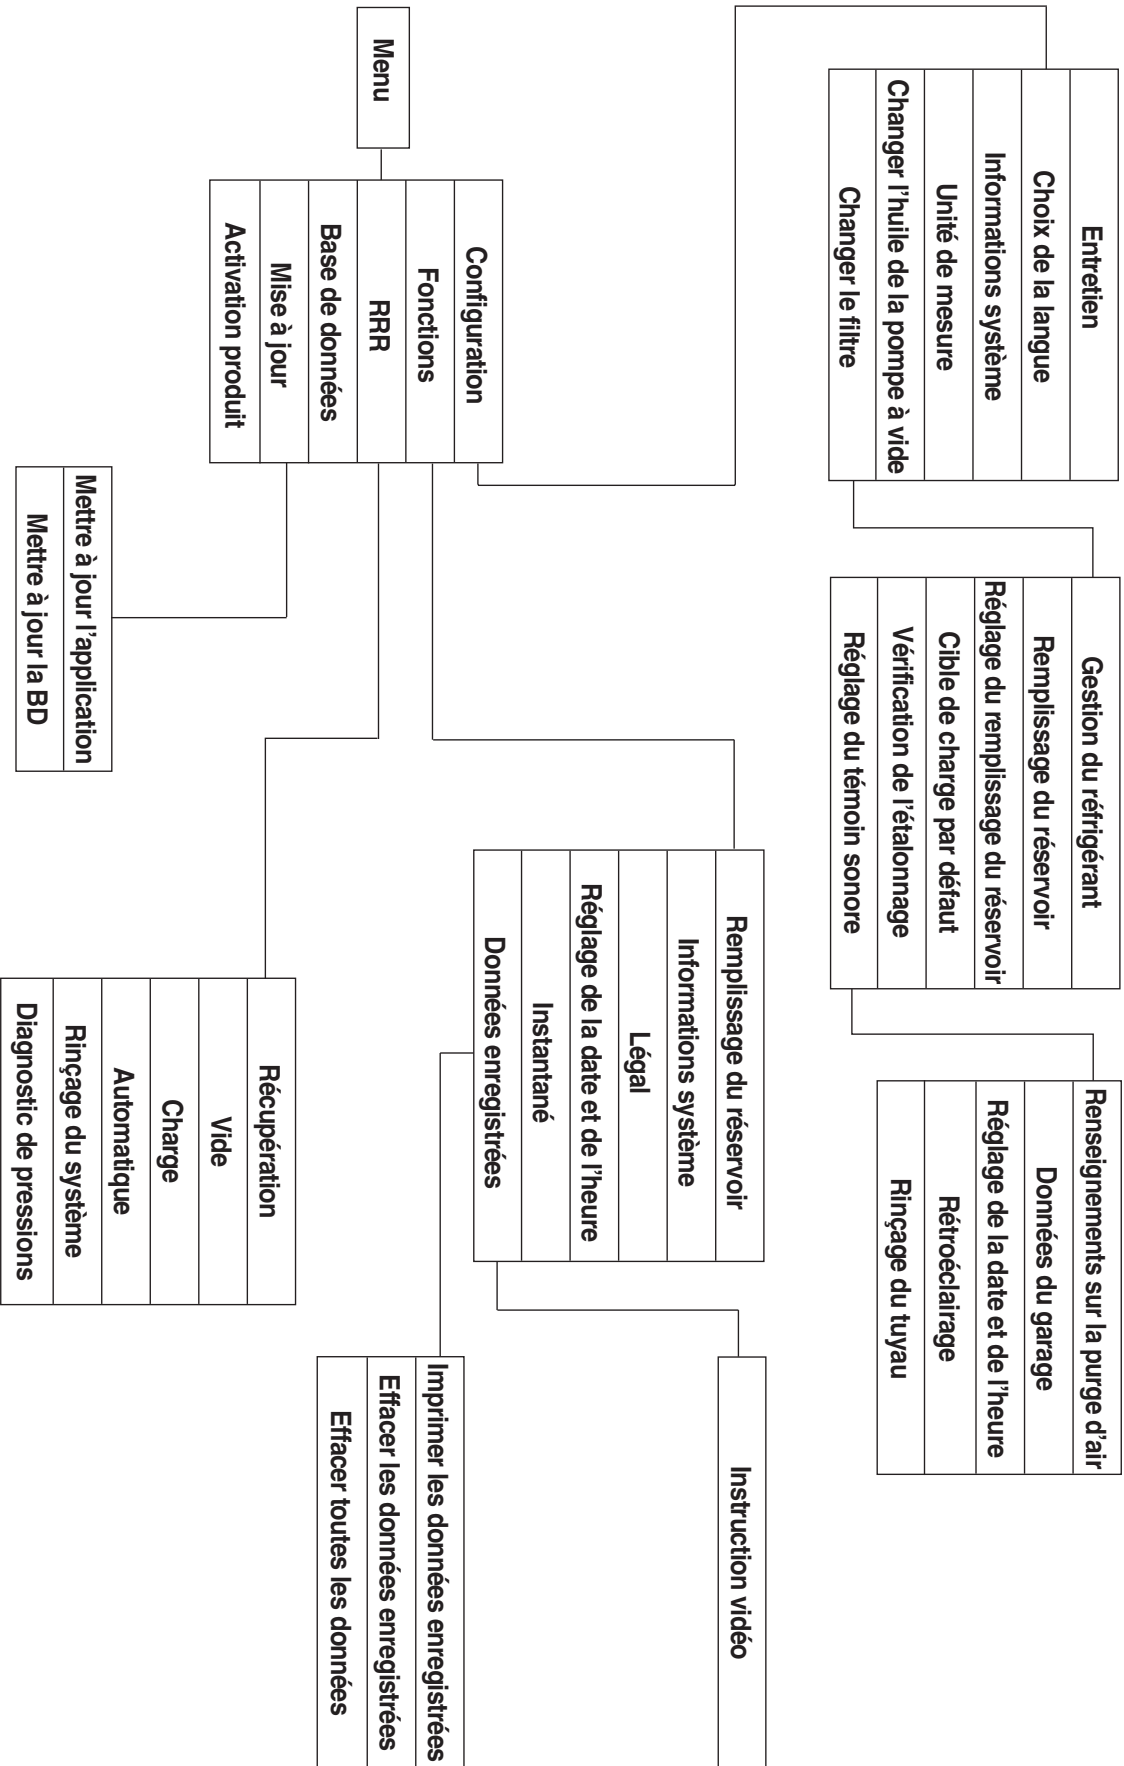 Menu
Configuration
Fonctions
RRR
Base de données
Mise à jour
Activation produit
Entretien
Choix de la langue
Informations système
Unité de mesure
Changer l'huile de la pompe à vide
Changer le filtre
Gestion du réfrigérant
Remplissage du réservoir
Réglage du remplissage du réservoir
Cible de charge par défaut
Vérification de l'étalonnage
Réglage du témoin sonore
Renseignements sur la purge d'air
Données du garage
Réglage de la date et de l'heure
Rétroéclairage
Rinçage du tuyau
Remplissage du réservoir
Informations système
Légal
Réglage de la date et de l'heure
Instantané
Données enregistrées
Instruction vidéo
Imprimer les données enregistrées
Effacer les données enregistrées
Effacer toutes les données
Récupération
Vide
Charge
Automatique
Rinçage du système
Diagnostic de pressions
Mettre à jour l'application
Mettre à jour la BD